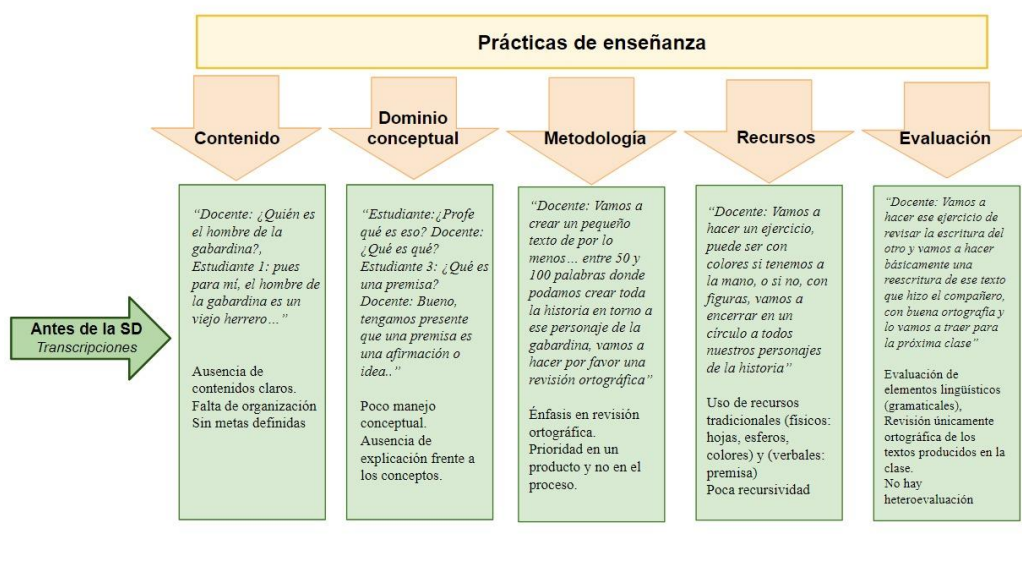 Prácticas de enseñanza
Contenido
Dominio
conceptual
Metodología
Recursos
Evaluación
Antes de la SD
Transcripciones
“Docente: ¿Quién es
el hombre de la
gabardina?,
Estudiante 1: pues
para mí, el hombre de
la gabardina es un
viejo herrero…”
Ausencia de
contenidos claros.
Falta de organización
Sin metas definidas
“Estudiante:¿Profe
qué es eso? Docente:
¿Qué es qué?
Estudiante 3: ¿Qué es
una premisa?
Docente: Bueno,
tengamos presente
que una premisa es
una afirmación o
idea..”
Poco manejo
conceptual.
Ausencia de
explicación frente a
los conceptos.
“Docente: Vamos a
crear un pequeño
texto de por lo
menos… entre 50 y
100 palabras donde
podamos crear toda
la historia en torno a
ese personaje de la
gabardina, vamos a
hacer por favor una
revisión ortográfica”
Énfasis en revisión
ortográfica.
Prioridad en un
producto y no en el
proceso.
“Docente: Vamos a
hacer un ejercicio,
puede ser con
colores si tenemos a
la mano, o si no, con
figuras, vamos a
encerrar en un
círculo a todos
nuestros personajes
de la historia”
Uso de recursos
tradicionales (físicos:
hojas, esferos,
colores) y (verbales:
premisa)
Poca recursividad
“Docente: Vamos a
hacer ese ejercicio de
revisar la escritura del
otro y vamos a hacer
básicamente una
reescritura de ese texto
que hizo el compañero,
con buena ortografía y
lo vamos a traer para
la próxima clase”
Evaluación de
elementos lingüísticos
(gramaticales),
Revisión únicamente
ortográfica de los
textos producidos en la
clase.
No hay
heteroevaluación